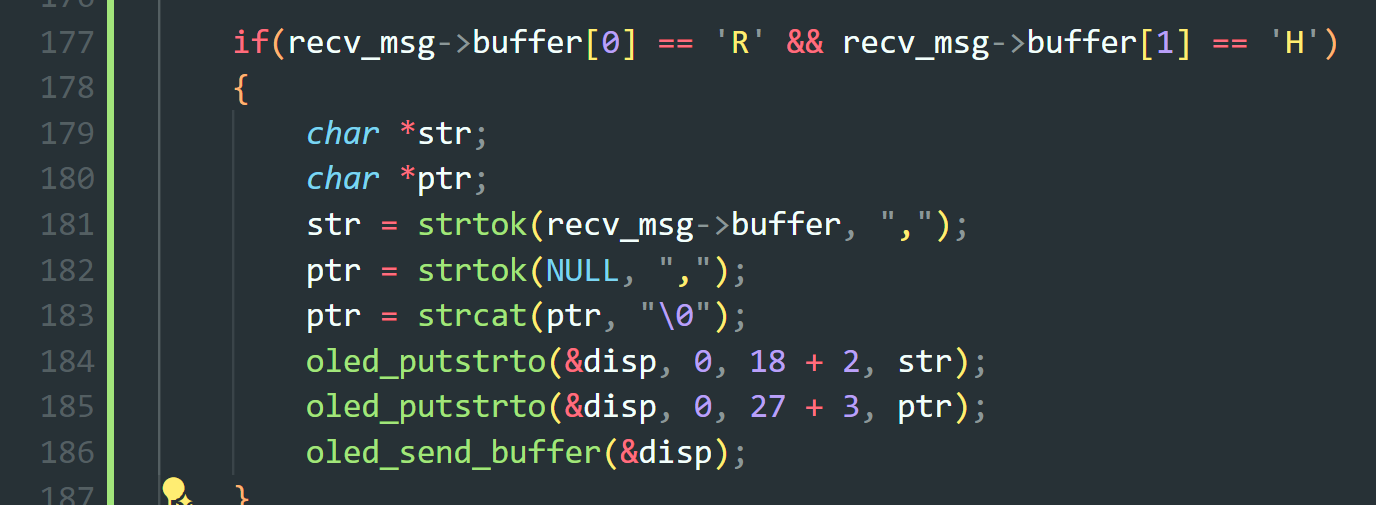 177 if(recv_msg->buffer[0] == 'R' && recv_msg->buffer[1] == 'H')
178 {
179 char *str;
180 char *ptr;
181 str = strtok(recv_msg->buffer, ",");
182 ptr = strtok(NULL, ",");
183 ptr = strcat(ptr, "\0");
184 oled_putstrto(&disp, 0, 18 + 2, str);
185 oled_putstrto(&disp, 0, 27 + 3, ptr);
186 oled_send_buffer(&disp);
187 }